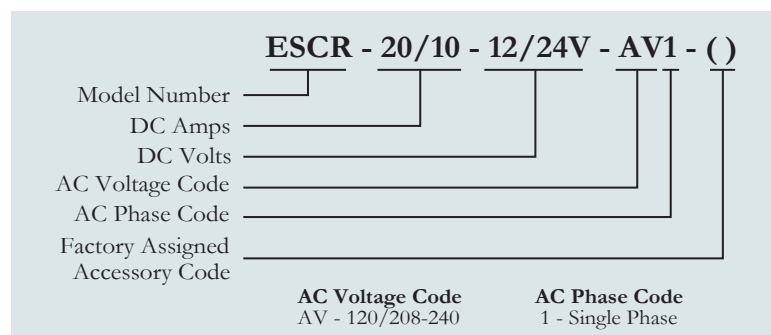 ESCR - 20/10 - 12/24V - AV1 - ( )
Model Number
DC Amps
DC Volts
AC Voltage Code
AC Phase Code
Factory Assigned
Accessory Code
AC Voltage Code
AV - 120/208-240
AC Phase Code
1 - Single Phase